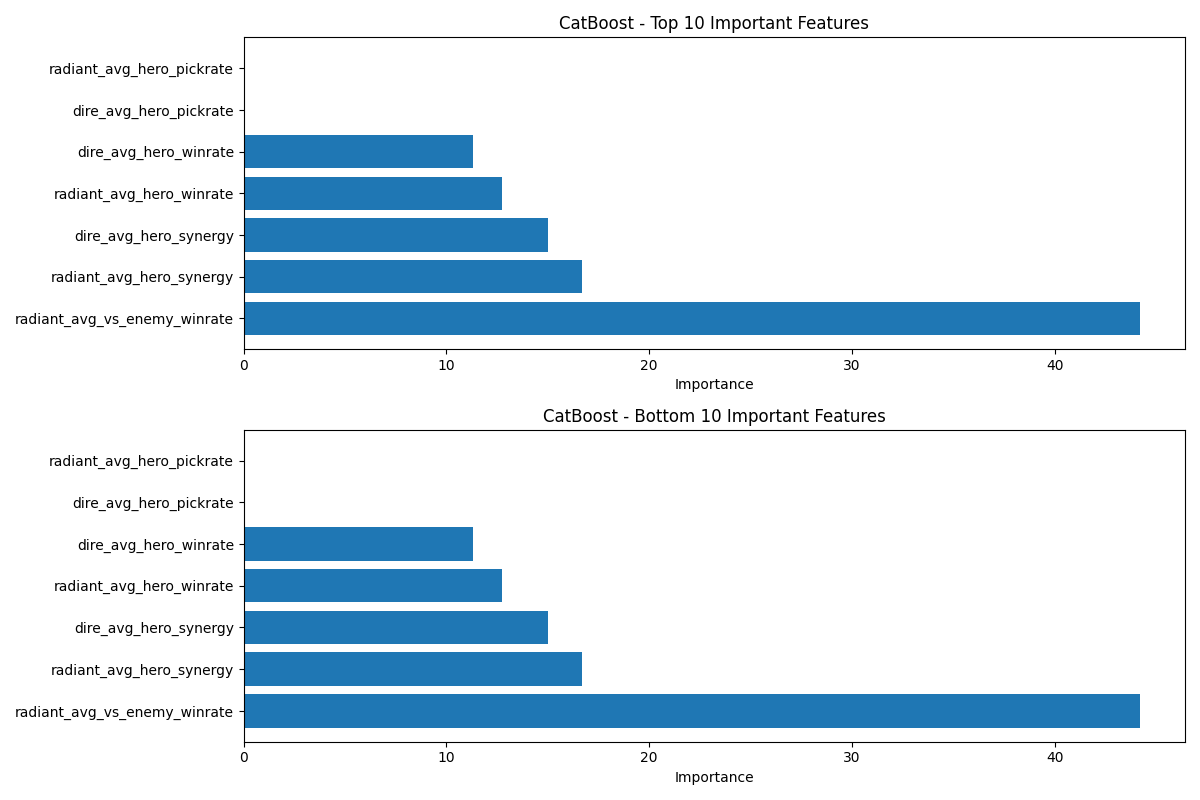 CatBoost - Top 10 Important Features
radiant_avg_hero_pickrate
dire_avg_hero_pickrate
dire_avg_hero_winrate
radiant_avg_hero_winrate
dire_avg_hero_synergy
radiant_avg_hero_synergy
radiant_avg_vs_enemy_winrate
0 10 20 30 40
Importance
CatBoost - Bottom 10 Important Features
radiant_avg_hero_pickrate
dire_avg_hero_pickrate
dire_avg_hero_winrate
radiant_avg_hero_winrate
dire_avg_hero_synergy
radiant_avg_hero_synergy
radiant_avg_vs_enemy_winrate
0 10 20 30 40
Importance